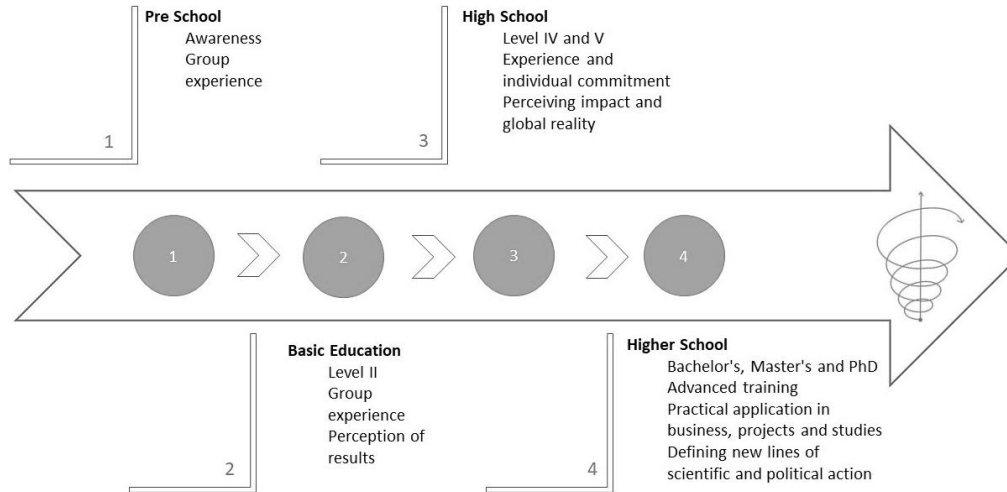 Pre School
Awareness
Group
experience
1
High School
Level IV and V
Experience and
individual commitment
Perceiving impact and
global reality
3
1
2
3
4
Basic Education
Level II
Group
experience
Perception of
results
2
Higher School
Bachelor's, Master's and PhD
Advanced training
Practical application in
business, projects and studies
Defining new lines of
scientific and political action
4